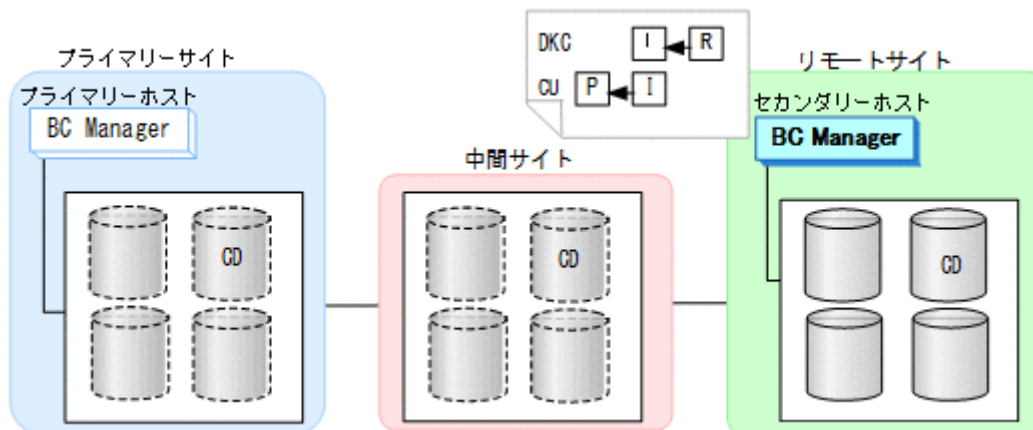 プライマリーサイト
プライマリーホスト
BC Manager
CD
中間サイト
CD
DKC I R
CU P I
リモートサイト
セカンダリーホスト
BC Manager
CD